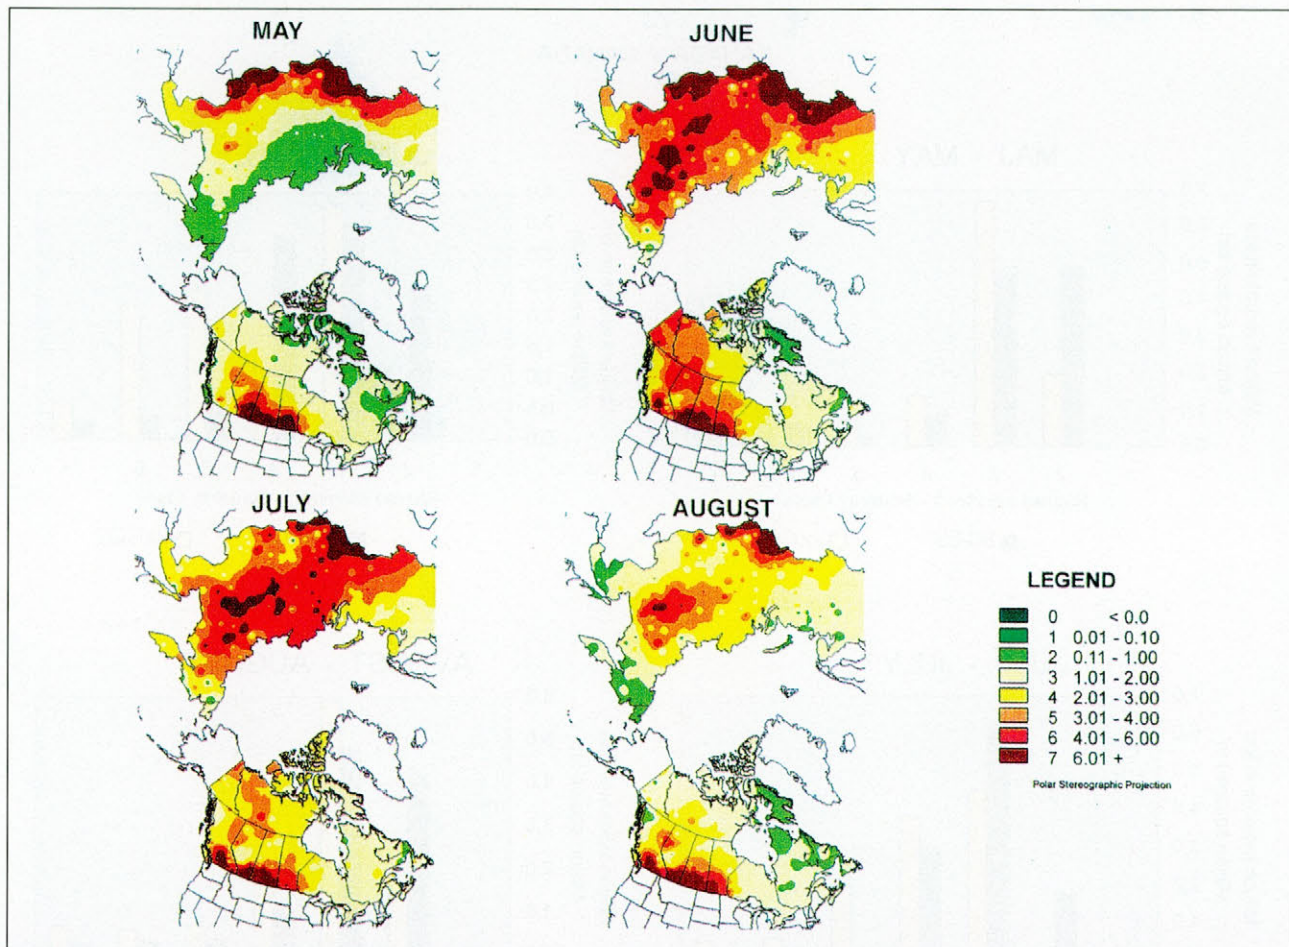 MAY
JUNE
JULY
AUGUST
LEGEND
0 < 0.0
1 0.01 - 0.10
2 0.11 - 1.00
3 1.01 - 2.00
4 2.01 - 3.00
5 3.01 - 4.00
6 4.01 - 6.00
7 6.01 +
Polar Stereographic Projection